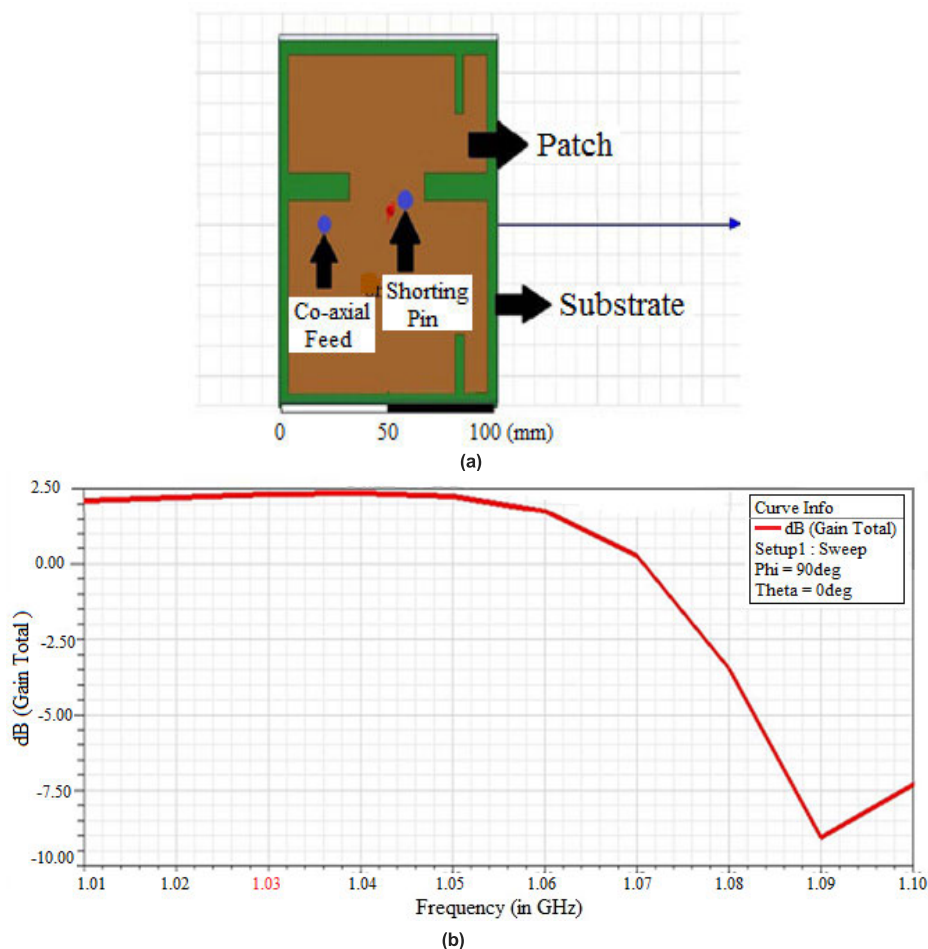 Patch
Co-axial
Feed
Shorting
Pin
Substrate
0 50 100 (mm)
(a)
2.50
0.00
-2.50
-5.00
-7.50
-10.00
dB (Gain Total )
Curve Info
dB (Gain Total)
Setup1 : Sweep
Phi = 90deg
Theta = 0deg
1.01 1.02 1.03 1.04 1.05 1.06 1.07 1.08 1.09 1.10
Frequency (in GHz)
(b)